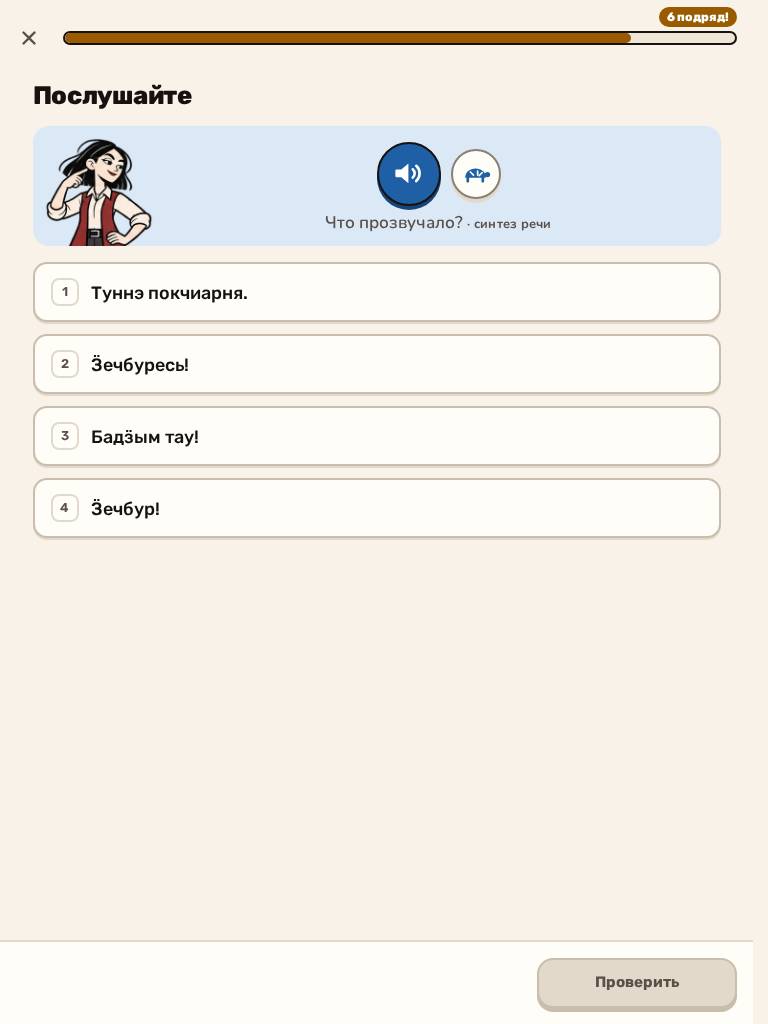 6 подряд!
Послушайте
Что прозвучало? · синтез речи
1 Туннэ покчиарня.
2 Ӟечбуресь!
3 Бадӟым тау!
4 Ӟечбур!
Проверить